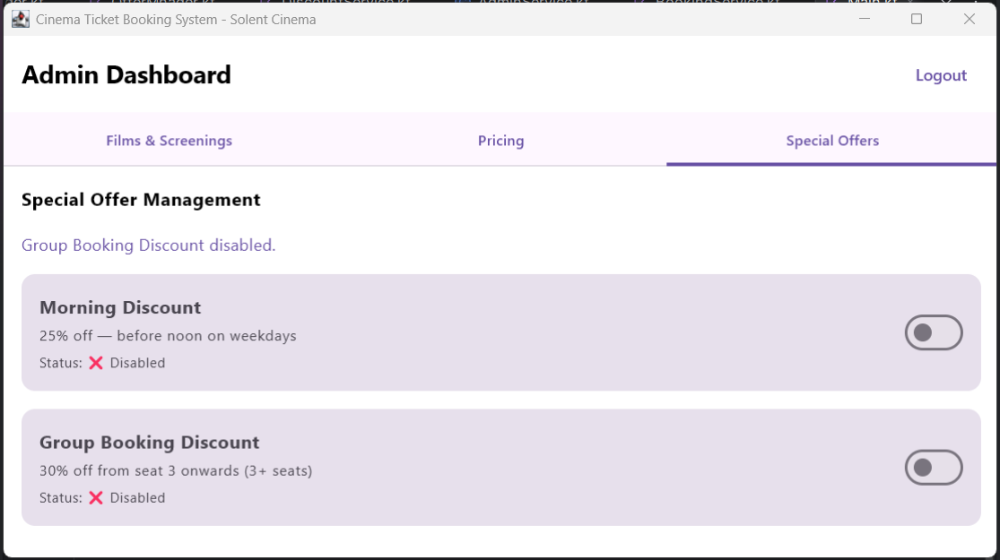 Cinema Ticket Booking System - Solent Cinema
Admin Dashboard
Logout
Films & Screenings
Pricing
Special Offers
Special Offer Management
Group Booking Discount disabled.
Morning Discount
25% off — before noon on weekdays
Status: ❌ Disabled
Group Booking Discount
30% off from seat 3 onwards (3+ seats)
Status: ❌ Disabled